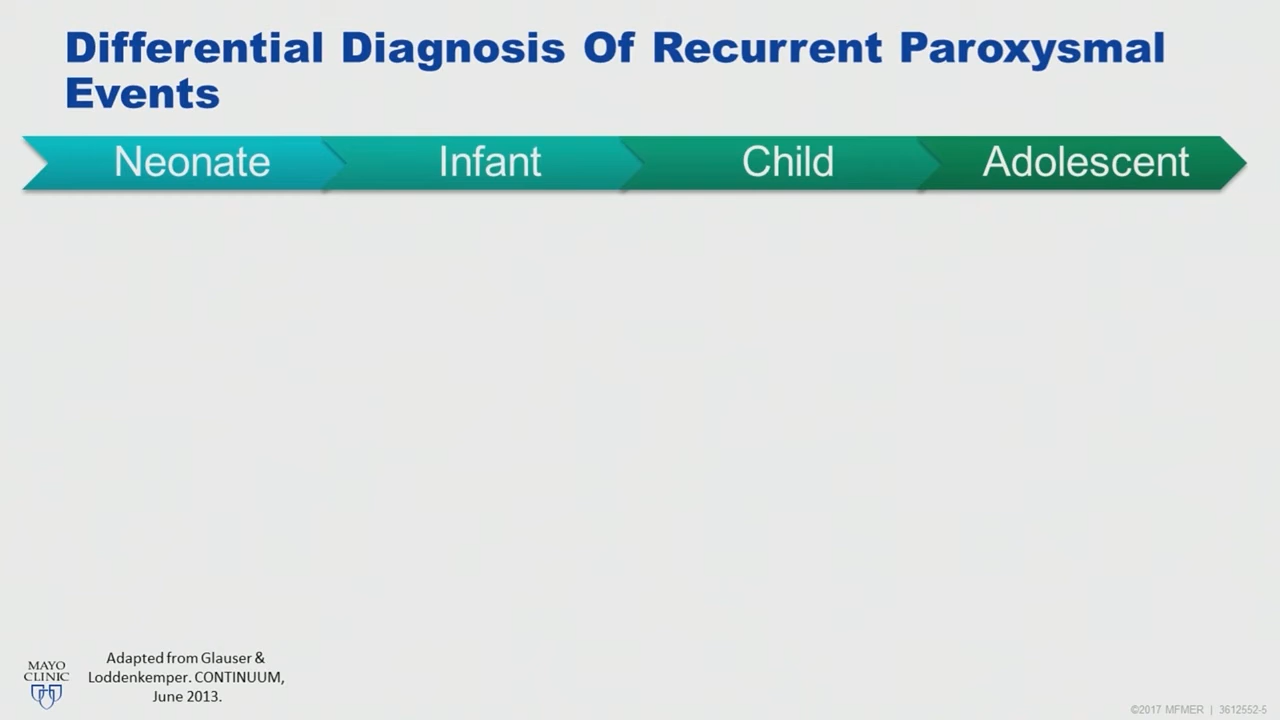 Differential Diagnosis Of Recurrent Paroxysmal
Events
Neonate
Infant
Child
Adolescent
Adapted from Glauser &
Loddenkemper. CONTINUUM,
June 2013.
MAYO
CLINIC
©2017 MFMER | 3612552-5